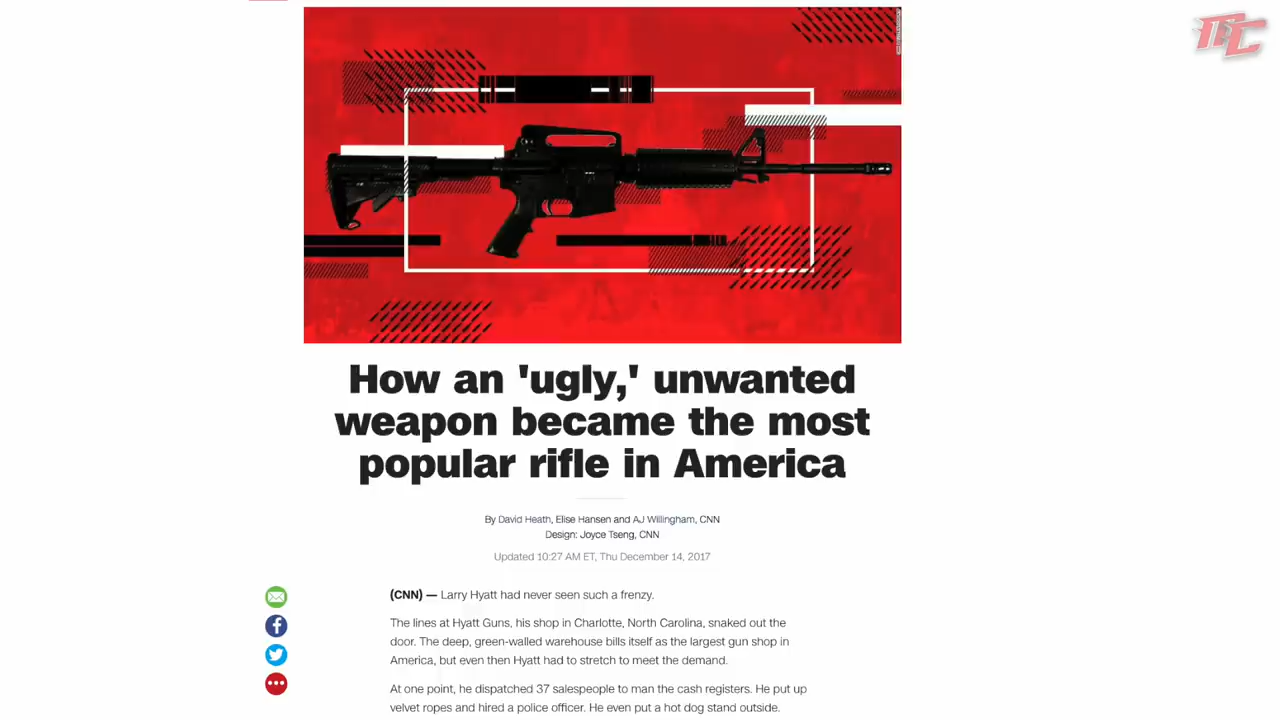 How an 'ugly,' unwanted
weapon became the most
popular rifle in America
By David Heath, Elise Hansen and AJ Willingham, CNN
Design: Joyce Tseng, CNN
Updated 10:27 AM ET, Thu December 14, 2017
(CNN) — Larry Hyatt had never seen such a frenzy.
The lines at Hyatt Guns, his shop in Charlotte, North Carolina, snaked out the
door. The deep, green-walled warehouse bills itself as the largest gun shop in
America, but even then Hyatt had to stretch to meet the demand.
At one point, he dispatched 37 salespeople to man the cash registers. He put up
velvet ropes and hired a police officer. He even put a hot dog stand outside.